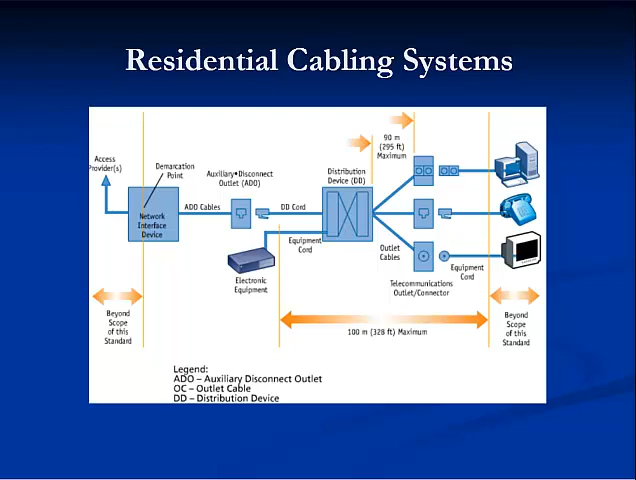 Residential Cabling Systems
90 m
(295 ft)
Maximum
Access
Provider(s)
Demarcation
Point
Auxiliary•Disconnect
Outlet (ADO)
Distribution
Device (DD)
ADO Cables
DD Cord
Network
Interface
Device
Equipment
Cord
Outlet
Cables
Electronic
Equipment
Equipment
Cord
Telecommunications
Outlet/Connector
Beyond
Scope
of this
Standard
100 m (328 ft) Maximum
Beyond
Scope
of this
Standard
Legend:
ADO – Auxiliary Disconnect Outlet
OC – Outlet Cable
DD – Distribution Device